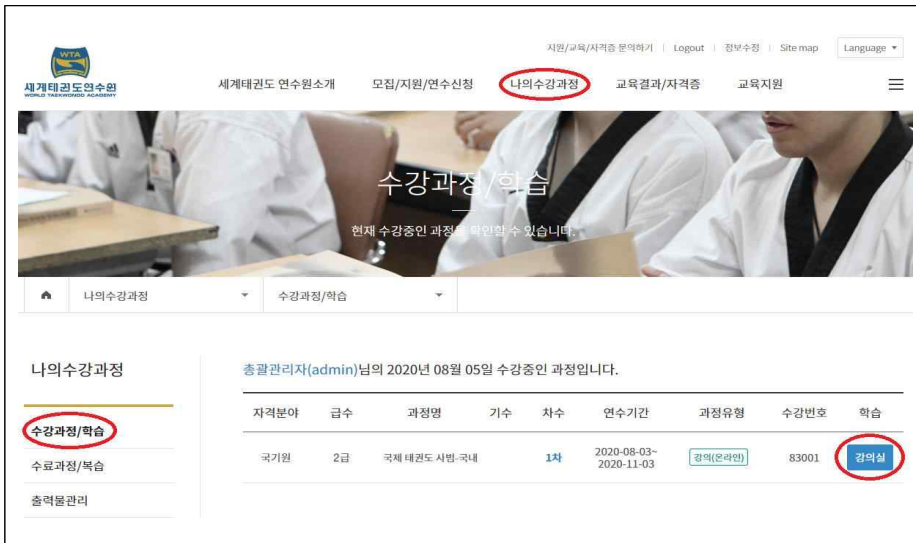 지원/교육/자격증 문의하기 | Logout | 정보수정 | Site map Language
WTA
세계태권도연수원
WORLD TAEKWONDO ACADEMY
세계태권도 연수원소개 모집/지원/연수신청 나의수강과정 교육결과/자격증 교육지원
수강과정/학습
현재 수강중인 과정을 확인할 수 있습니다.
나의수강과정 수강과정/학습
나의수강과정
수강과정/학습
수료과정/복습
출력물관리
총괄관리자(admin)님의 2020년 08월 05일 수강중인 과정입니다.
자격분야 급수 과정명 기수 차수 연수기간 과정유형 수강번호 학습
국기원 2급 국제 태권도 사범-국내 1차 2020-08-03~ 강의(온라인) 83001 강의실
2020-11-03